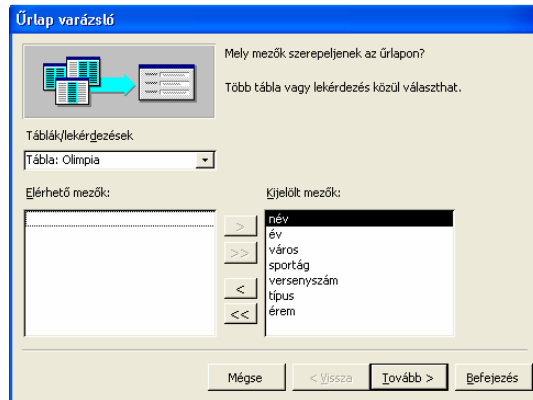 Űrlap varázsló
Mely mezők szerepeljenek az űrlapon?
Több tábla vagy lekérdezés közül választhat.
Táblák/lekérdezések
Tábla: Olimpia
Elérhető mezők:
Kijelölt mezők:
>
>>
<
<<
név
év
város
sportág
versenyszám
típus
érem
Mégse
< Vissza
Tovább >
Befejezés